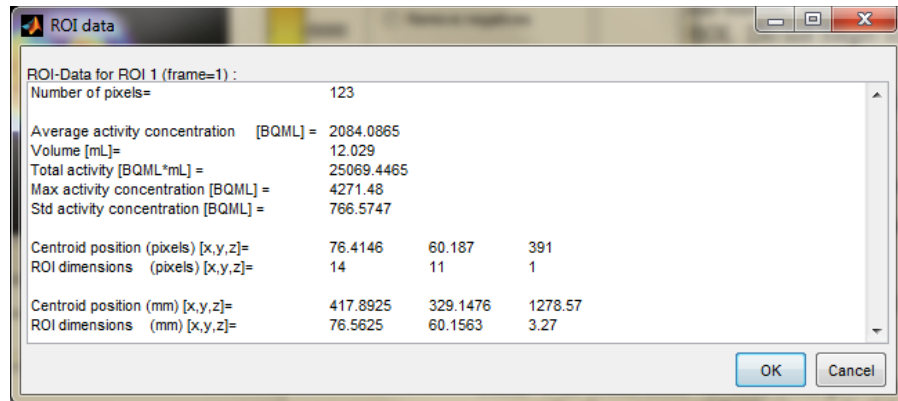 ROI data
ROI-Data for ROI 1 (frame=1) :
Number of pixels= 123
Average activity concentration [BQML] = 2084.0865
Volume [mL]= 12.029
Total activity [BQML*mL] = 25069.4465
Max activity concentration [BQML] = 4271.48
Std activity concentration [BQML] = 766.5747
Centroid position (pixels) [x,y,z]= 76.4146 60.187 391
ROI dimensions (pixels) [x,y,z]= 14 11 1
Centroid position (mm) [x,y,z]= 417.8925 329.1476 1278.57
ROI dimensions (mm) [x,y,z]= 76.5625 60.1563 3.27
OK Cancel